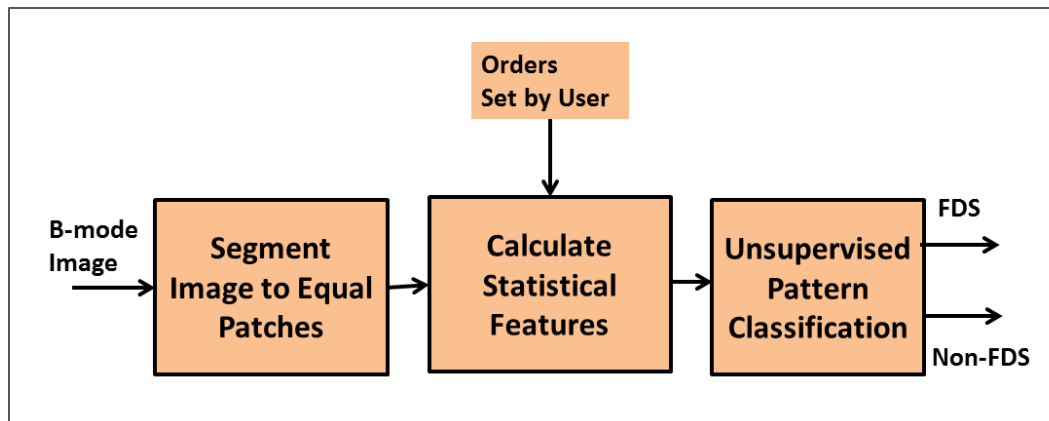 Orders
Set by User
B-mode
Image
Segment
Image to Equal
Patches
Calculate
Statistical
Features
Unsupervised
Pattern
Classification
FDS
Non-FDS